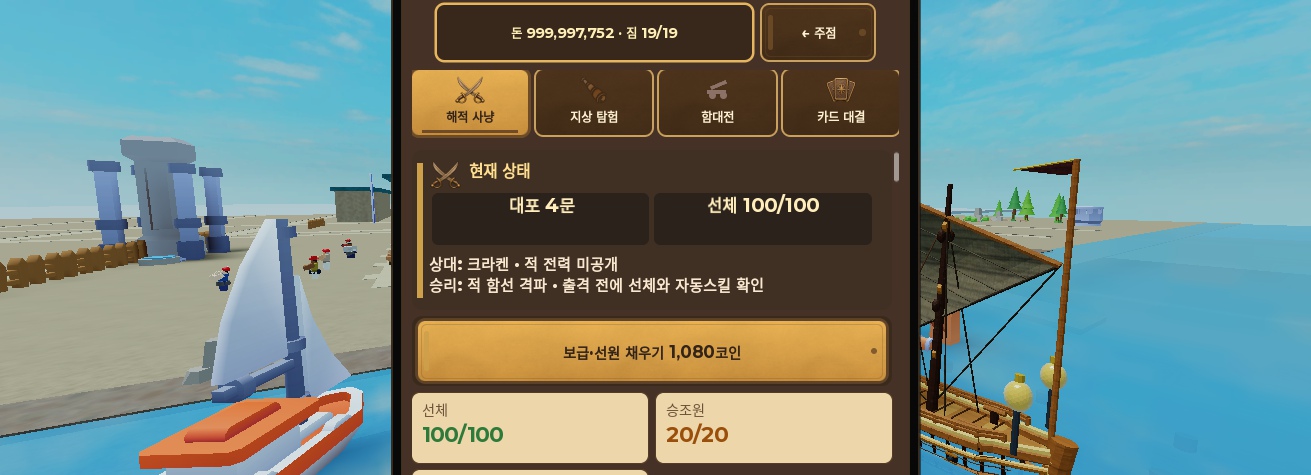 돈 999,997,752 · 짐 19/19
← 주점
해적 사냥
지상 탐험
함대전
카드 대결
현재 상태
대포 4문
선체 100/100
상대: 크라켄 • 적 전력 미공개
승리: 적 함선 격파 • 출격 전에 선체와 자동스킬 확인
보급·선원 채우기 1,080코인
선체
100/100
승조원
20/20